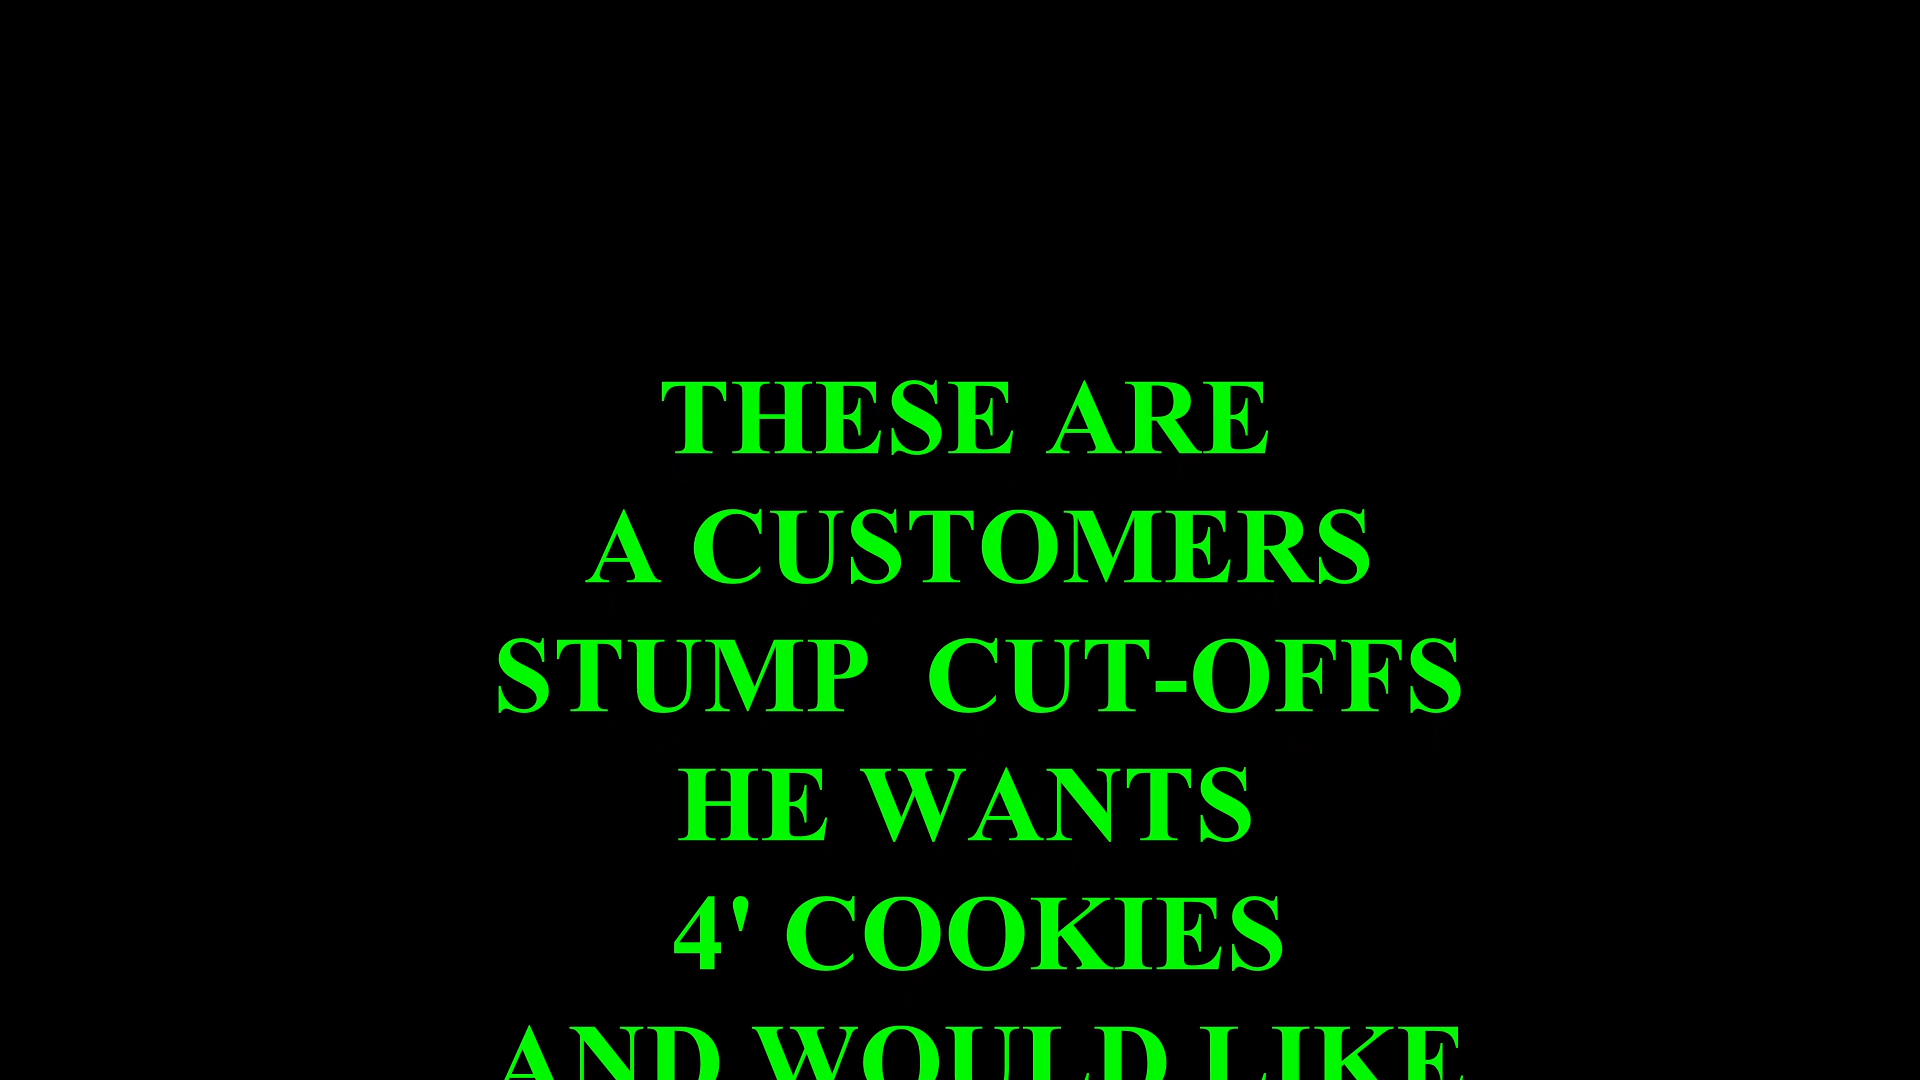 THESE ARE
A CUSTOMERS
STUMP  CUT-OFFS
HE WANTS
4' COOKIES
AND WOULD LIKE